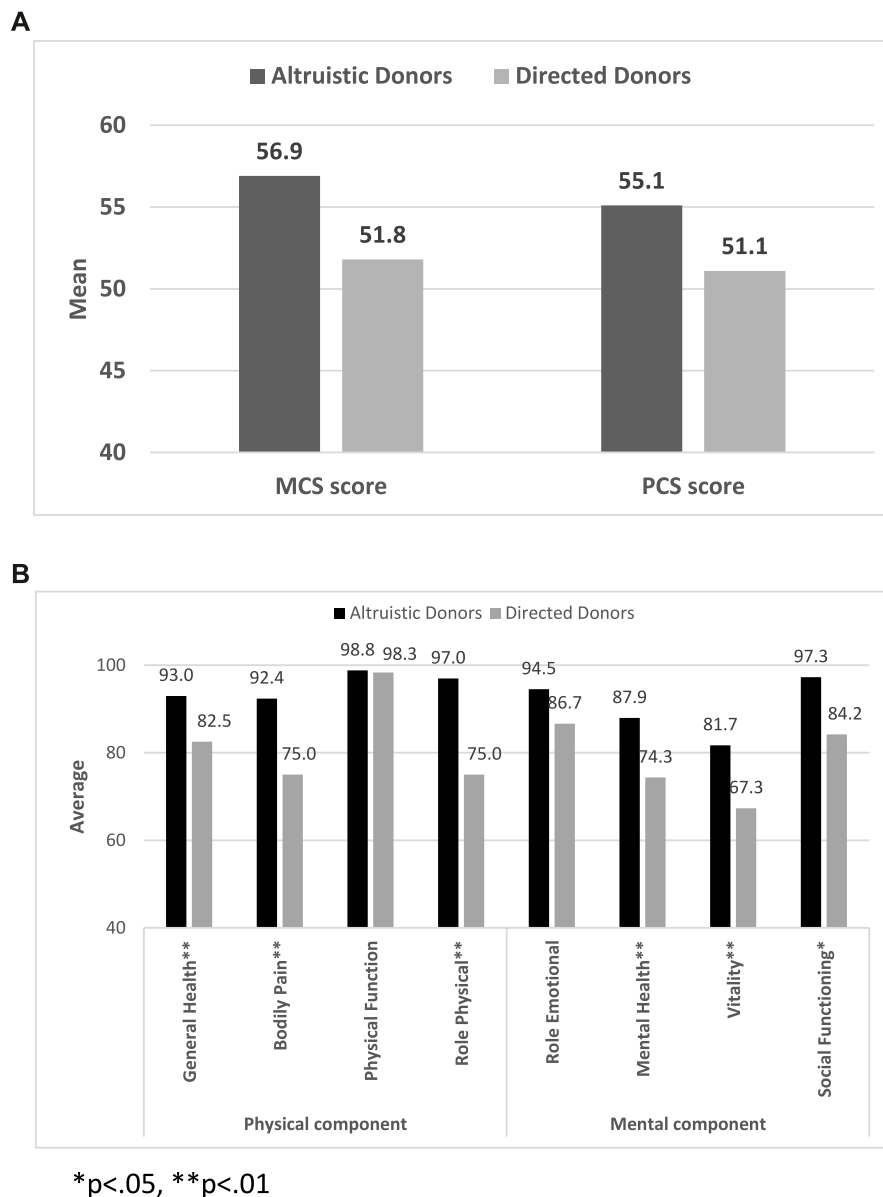 A
Altruistic Donors Directed Donors
60
56.9
55.1
55
51.8
51.1
Mean
50
45
40
MCS score PCS score
B
Altruistic Donors Directed Donors
98.8 98.3 97.0 97.3
100
93.0 92.4 94.5
87.9
86.7
82.5 84.2
81.7
80
75.0 75.0 74.3
67.3
Average
60
40
General Health**
Bodily Pain**
Physical Function
Role Physical**
Role Emotional
Mental Health**
Vitality**
Social Functioning*
Physical component Mental component
*p<.05, **p<.01